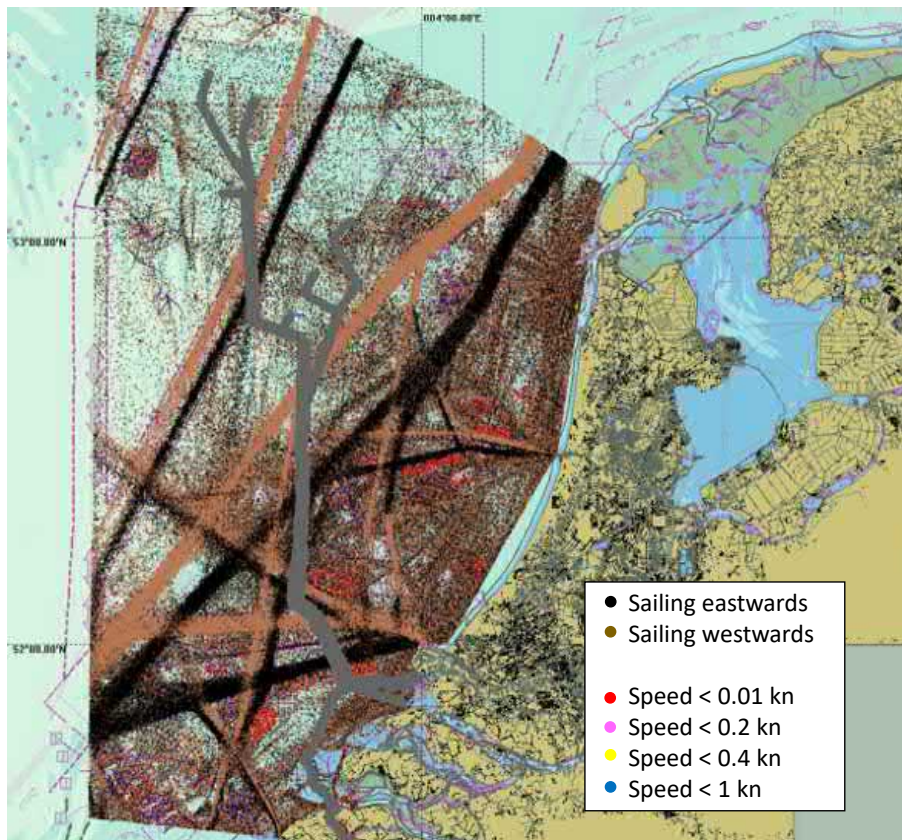 004°00.00'E
53°00.00'N
52°00.00'N
Sailing eastwards
Sailing westwards
Speed < 0.01 kn
Speed < 0.2 kn
Speed < 0.4 kn
Speed < 1 kn